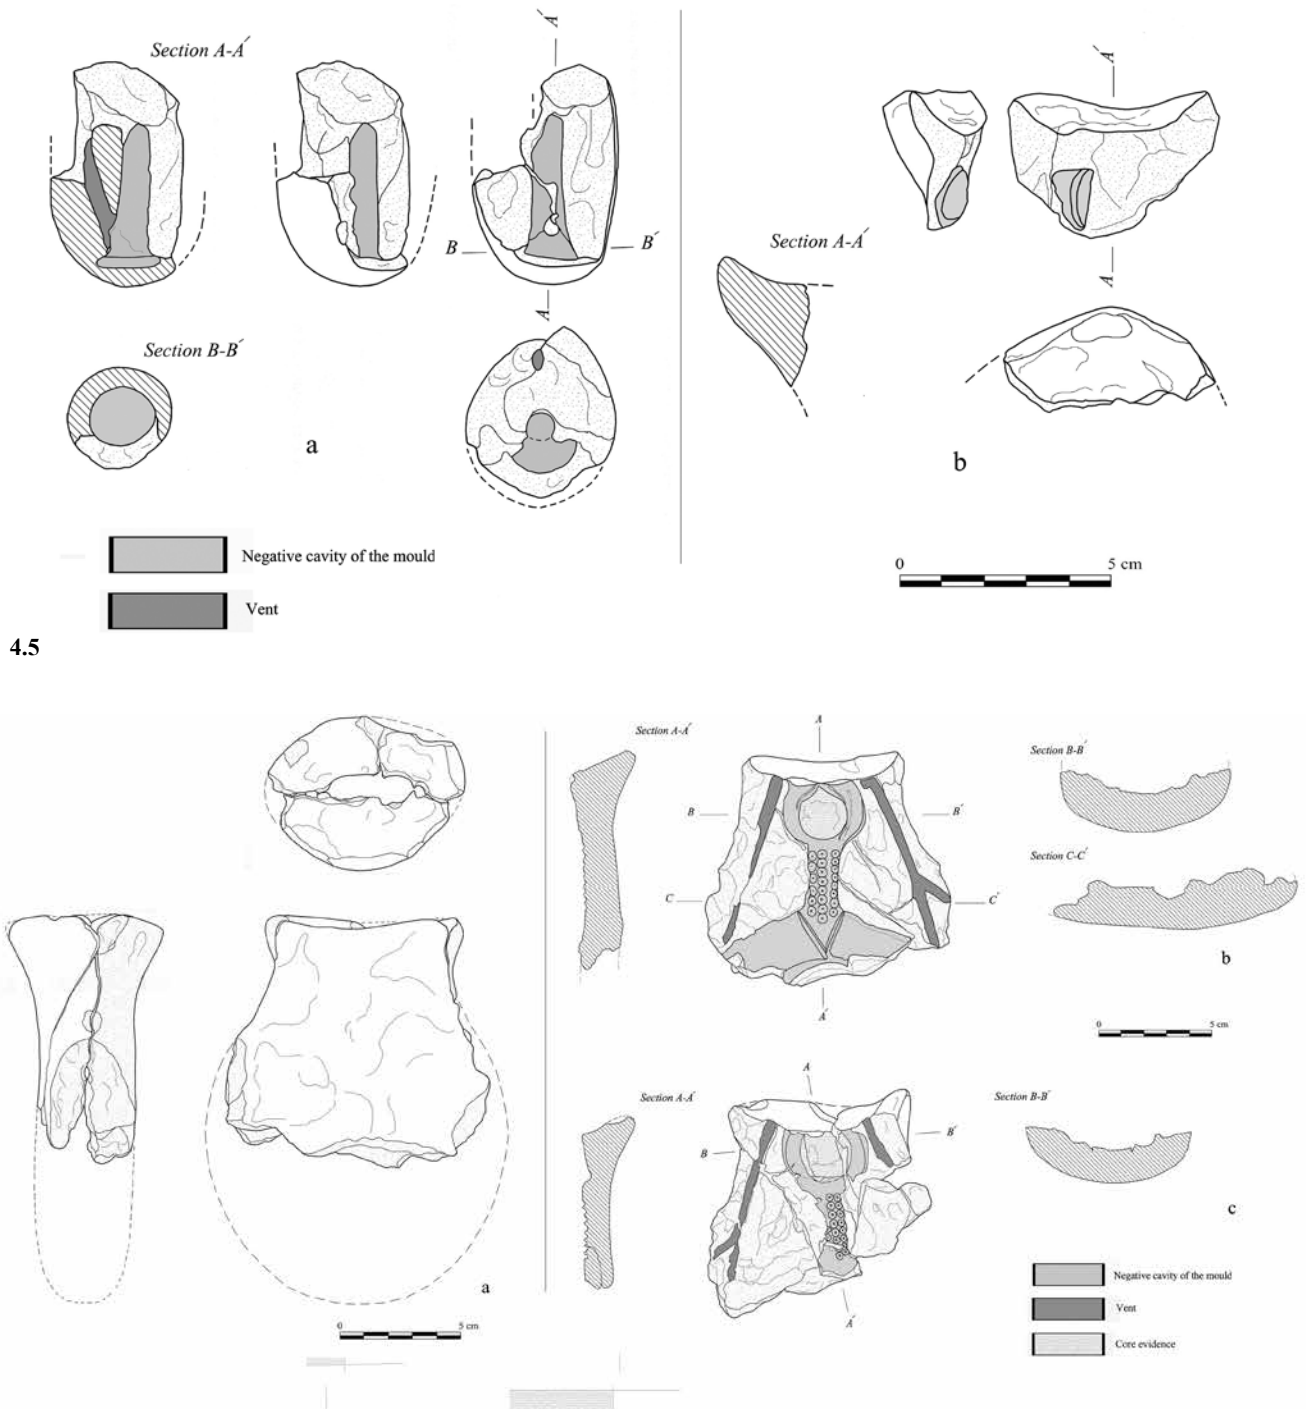 Section A-A′
A′
B
B′
A
Section B-B′
a
Negative cavity of the mould
Vent
A′
Section A-A′
A
b
0 5 cm
4.5
a
0 5 cm
Section A-A′
A
B B′
C C′
A′
Section B-B′
Section C-C′
b
0 5 cm
Section A-A′
A
B B′
A′
Section B-B′
c
Negative cavity of the mould
Vent
Core evidence